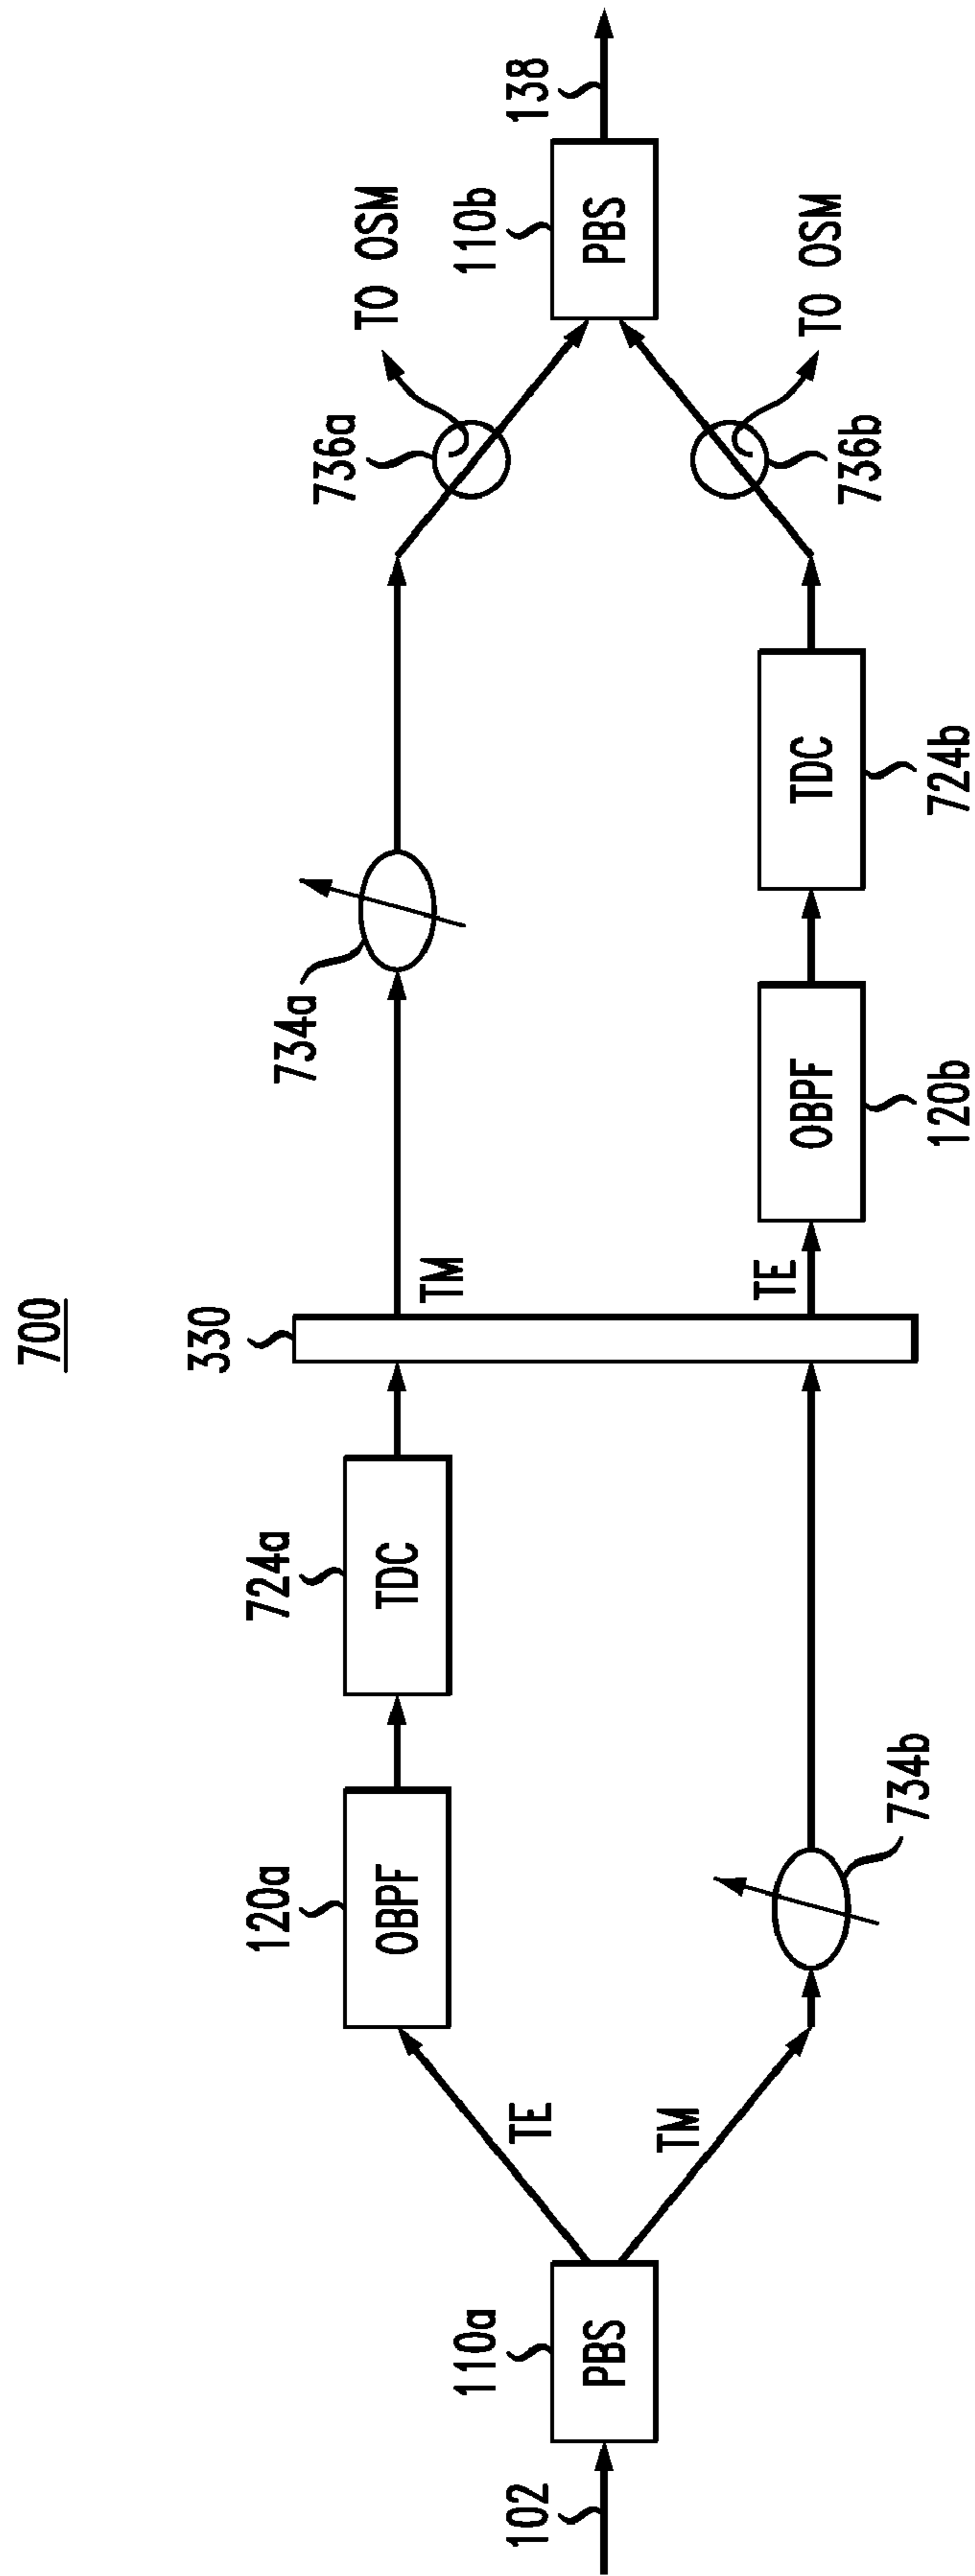 700
102
110a
PBS
TE
TM
120a
OBPF
724a
TDC
734b
330
TM
TE
734a
120b
OBPF
724b
TDC
736a
TO OSM
736b
TO OSM
110b
PBS
138